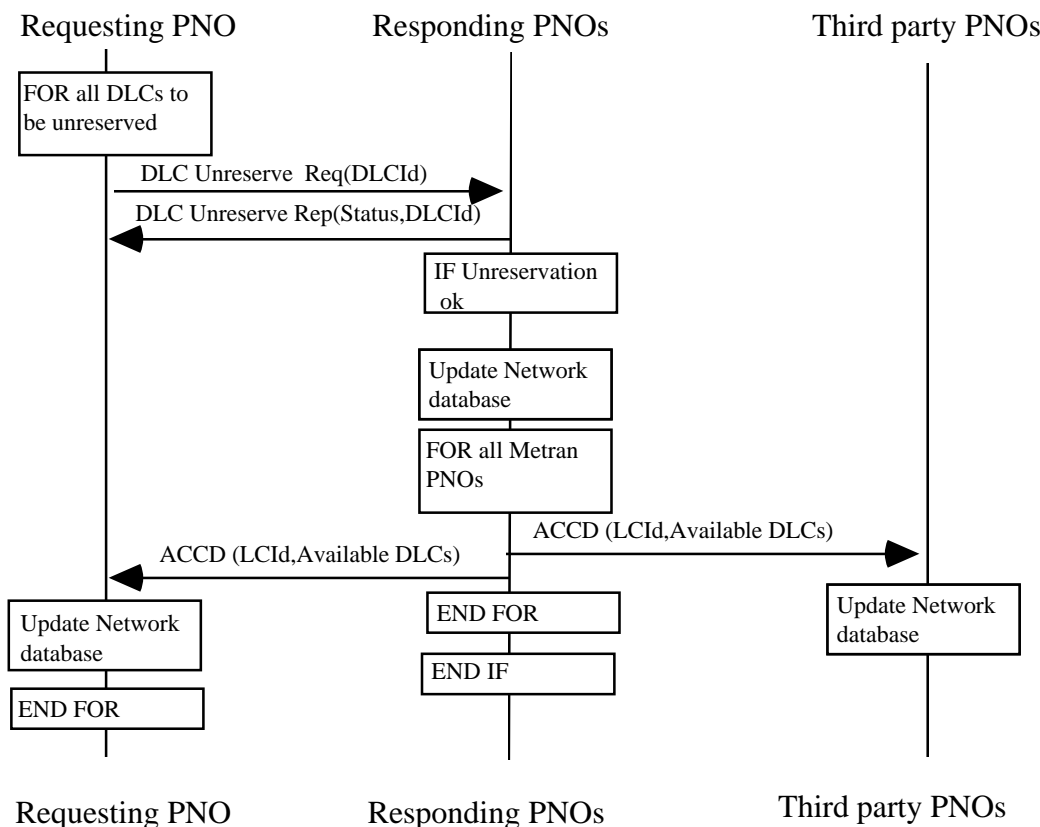 Requesting PNO
Responding PNOs
Third party PNOs
FOR all DLCs to
be unreserved
DLC Unreserve Req(DLCId)
DLC Unreserve Rep(Status,DLCId)
IF Unreservation
ok
Update Network
database
FOR all Metran
PNOs
ACCD (LCId,Available DLCs)
ACCD (LCId,Available DLCs)
Update Network
database
END FOR
Update Network
database
END IF
END FOR
Requesting PNO
Responding PNOs
Third party PNOs